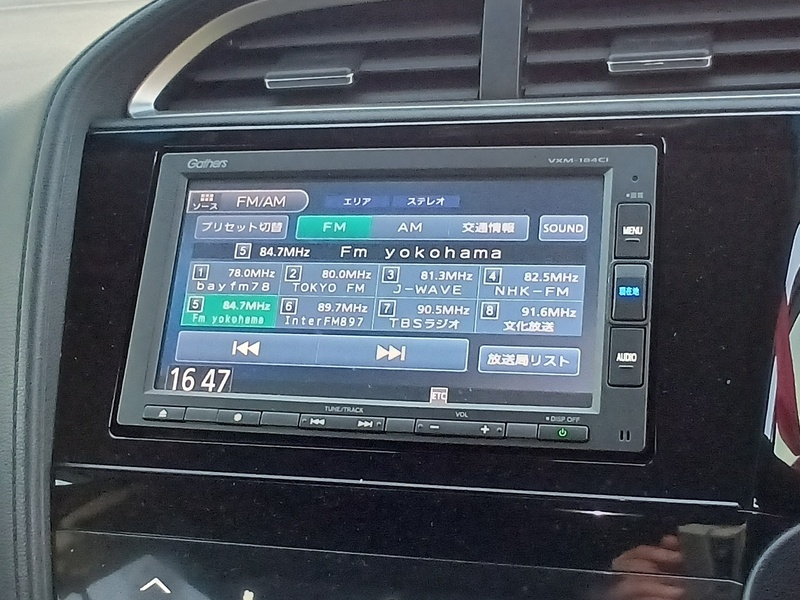 Gathers VXM-184Ci
ソース FM/AM エリア ステレオ
プリセット切替 FM AM 交通情報 SOUND
5 84.7MHz Fm yokohama
1 78.0MHz 2 80.0MHz 3 81.3MHz 4 82.5MHz
bayfm78 TOKYO FM J-WAVE NHK-FM
5 84.7MHz 6 89.7MHz 7 90.5MHz 8 91.6MHz
Fm yokohama InterFM897 TBSラジオ 文化放送
放送局リスト
16 47 ETC
MENU
現在地
AUDIO
TUNE/TRACK VOL DISP OFF